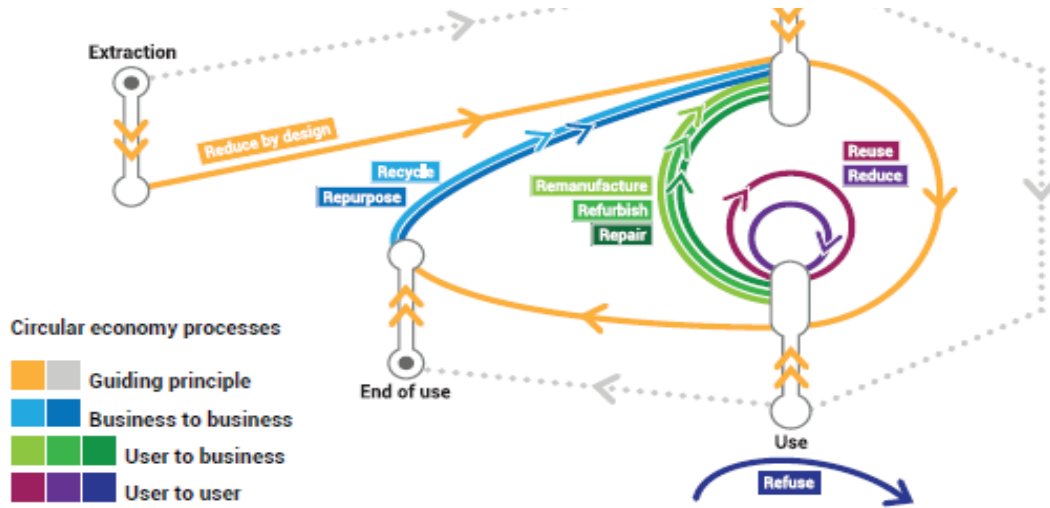 Extraction
Reduce by design
Recycle
Repurpose
Remanufacture
Refurbish
Repair
Reuse
Reduce
End of use
Use
Refuse
Circular economy processes
Guiding principle
Business to business
User to business
User to user